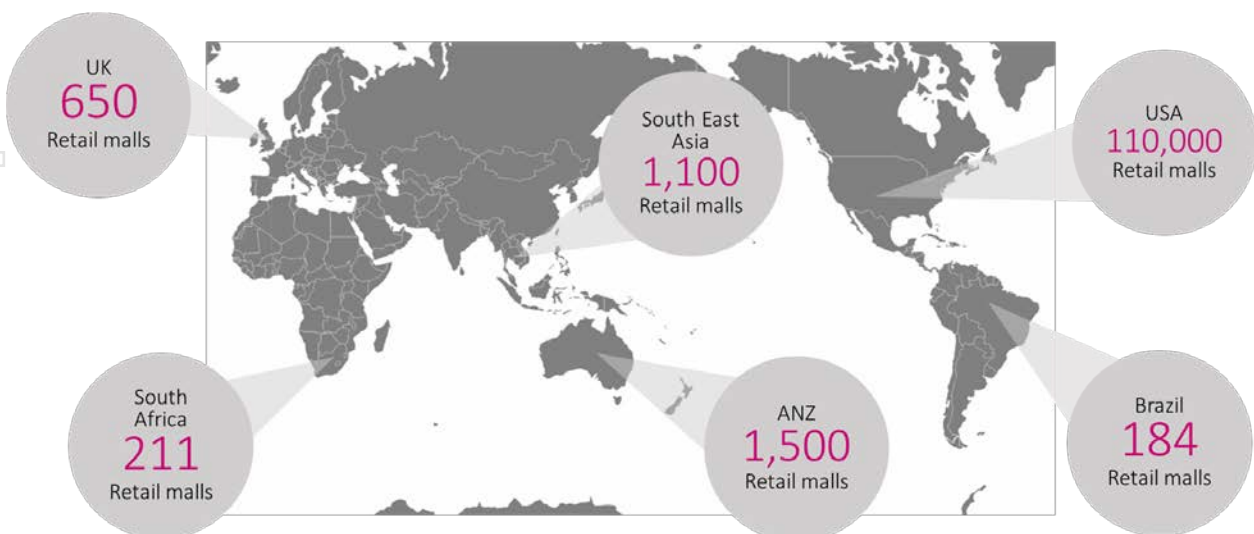 UK
650
Retail malls
South East
Asia
1,100
Retail malls
USA
110,000
Retail malls
South
Africa
211
Retail malls
ANZ
1,500
Retail malls
Brazil
184
Retail malls